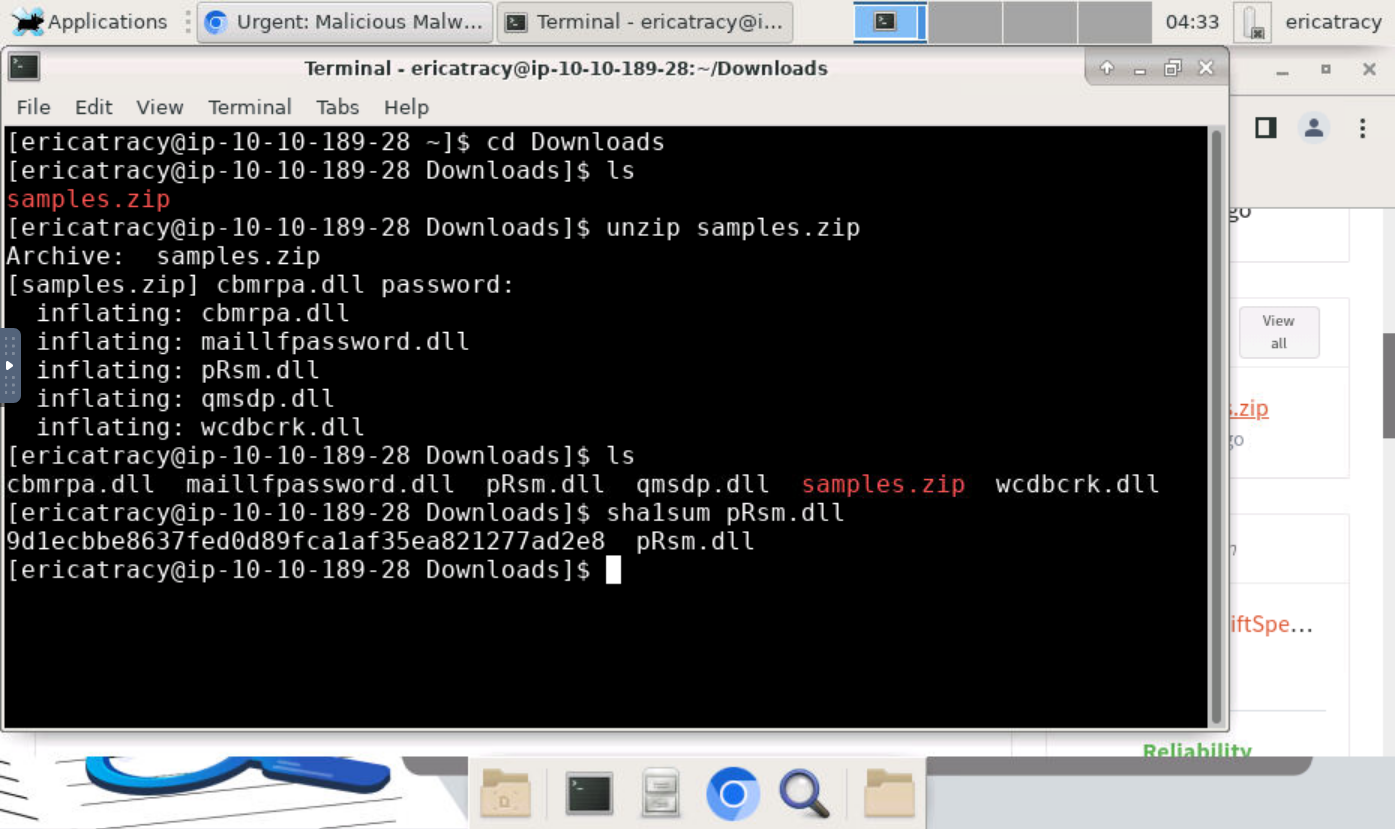 Applications
Urgent: Malicious Malw...
Terminal - ericatracy@i...
04:33
ericatracy
Terminal - ericatracy@ip-10-10-189-28:~/Downloads
File Edit View Terminal Tabs Help
[ericatracy@ip-10-10-189-28 ~]$ cd Downloads
[ericatracy@ip-10-10-189-28 Downloads]$ ls
samples.zip
[ericatracy@ip-10-10-189-28 Downloads]$ unzip samples.zip
Archive:  samples.zip
[samples.zip] cbmrpa.dll password:
  inflating: cbmrpa.dll
  inflating: maillfpassword.dll
  inflating: pRsm.dll
  inflating: qmsdp.dll
  inflating: wcdbcrk.dll
[ericatracy@ip-10-10-189-28 Downloads]$ ls
cbmrpa.dll  maillfpassword.dll  pRsm.dll  qmsdp.dll  samples.zip  wcdbcrk.dll
[ericatracy@ip-10-10-189-28 Downloads]$ sha1sum pRsm.dll
9d1ecbbe8637fed0d89fca1af35ea821277ad2e8  pRsm.dll
[ericatracy@ip-10-10-189-28 Downloads]$
go
View
all
.zip
go
iftSpe...
Reliability